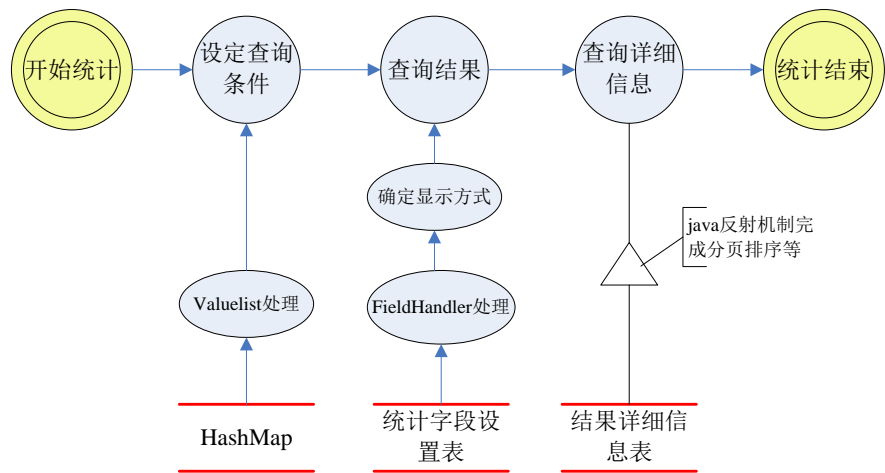 开始统计
设定查询
条件
查询结果
查询详细
信息
统计结束
确定显示方式
java反射机制完
成分页排序等
Valuelist处理
FieldHandler处理
HashMap
统计字段设
置表
结果详细信
息表